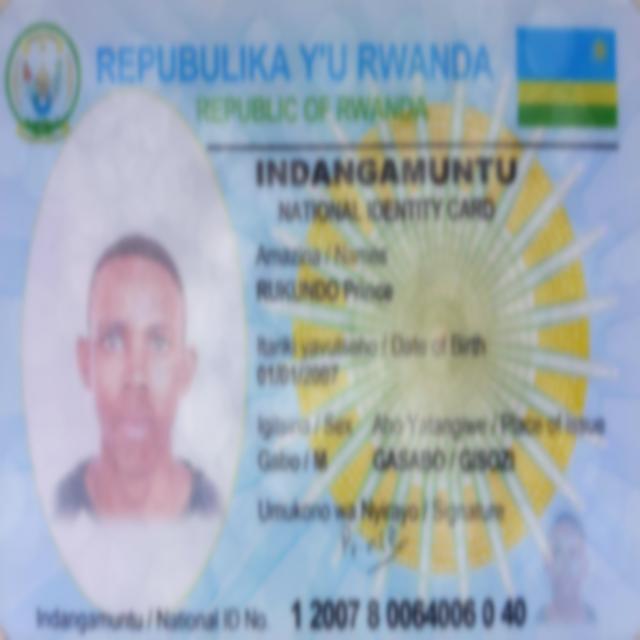 REPUBULIKA Y'U RWANDA
REPUBLIC OF RWANDA
INDANGAMUNTU
NATIONAL IDENTITY CARD
Amazina / Names
RUKUNDO Prince
Itariki yavutseho / Date of Birth
01/01/2007
Igitsina / Sex Aho Yatangiwe / Place of Issue
Gabo / M GASABO / GISOZI
Umukono wa Nyirayo / Signature
Indangamuntu / National ID No. 1 2007 8 0064006 0 40